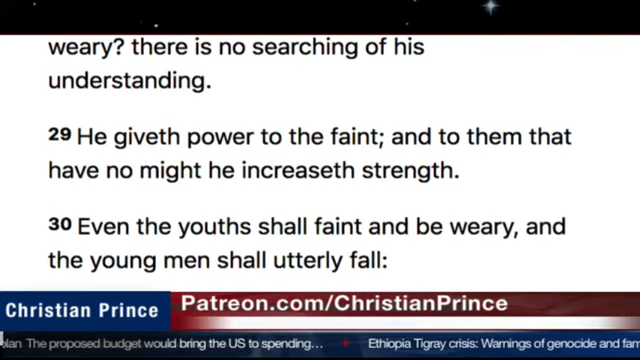 weary? there is no searching of his
understanding.
29 He giveth power to the faint; and to them that
have no might he increaseth strength.
30 Even the youths shall faint and be weary, and
the young men shall utterly fall:
Christian Prince
Patreon.com/ChristianPrince
The proposed budget would bring the US to spending... Ethiopia Tigray crisis: Warnings of genocide and